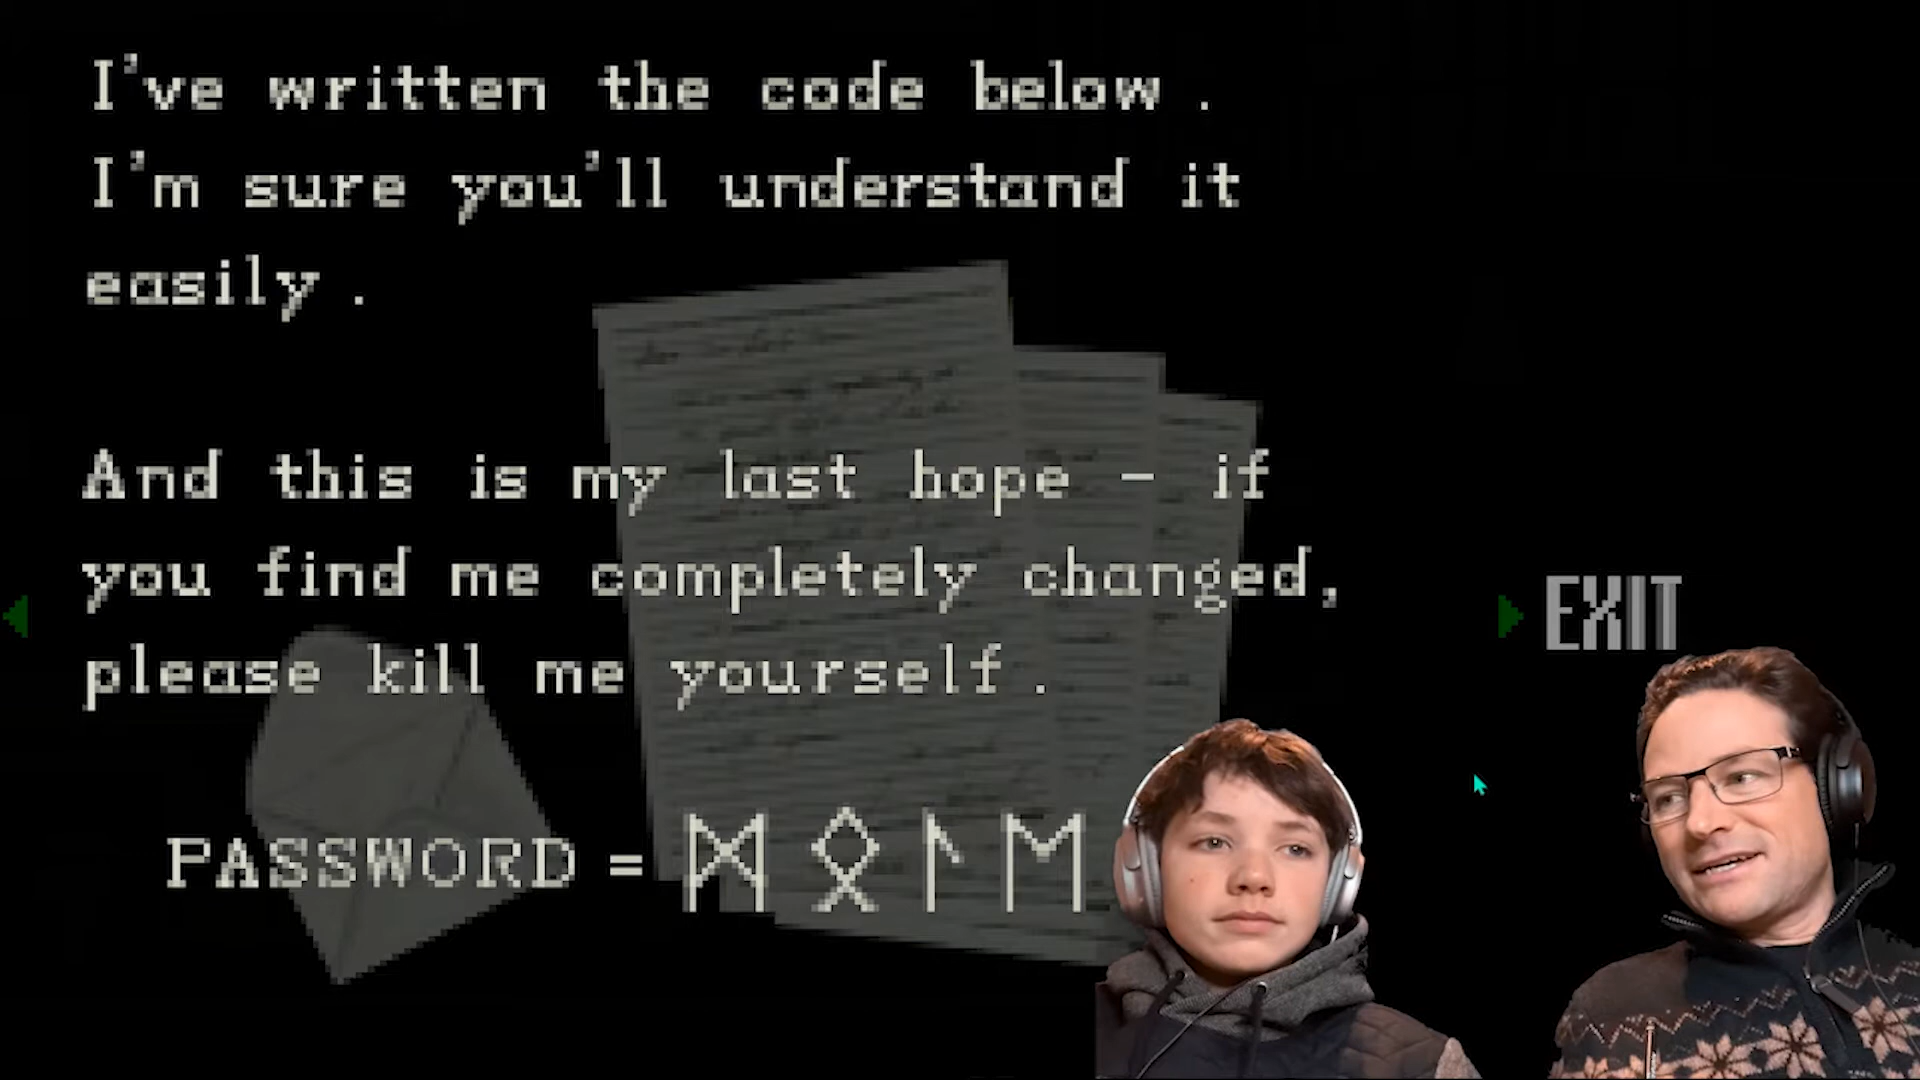 I've written the code below .
I'm sure you'll understand it
easily .
And this is my last hope - if
you find me completely changed,
please kill me yourself .
EXIT
PASSWORD = ᛗ ᛟ ᛚ ᛖ